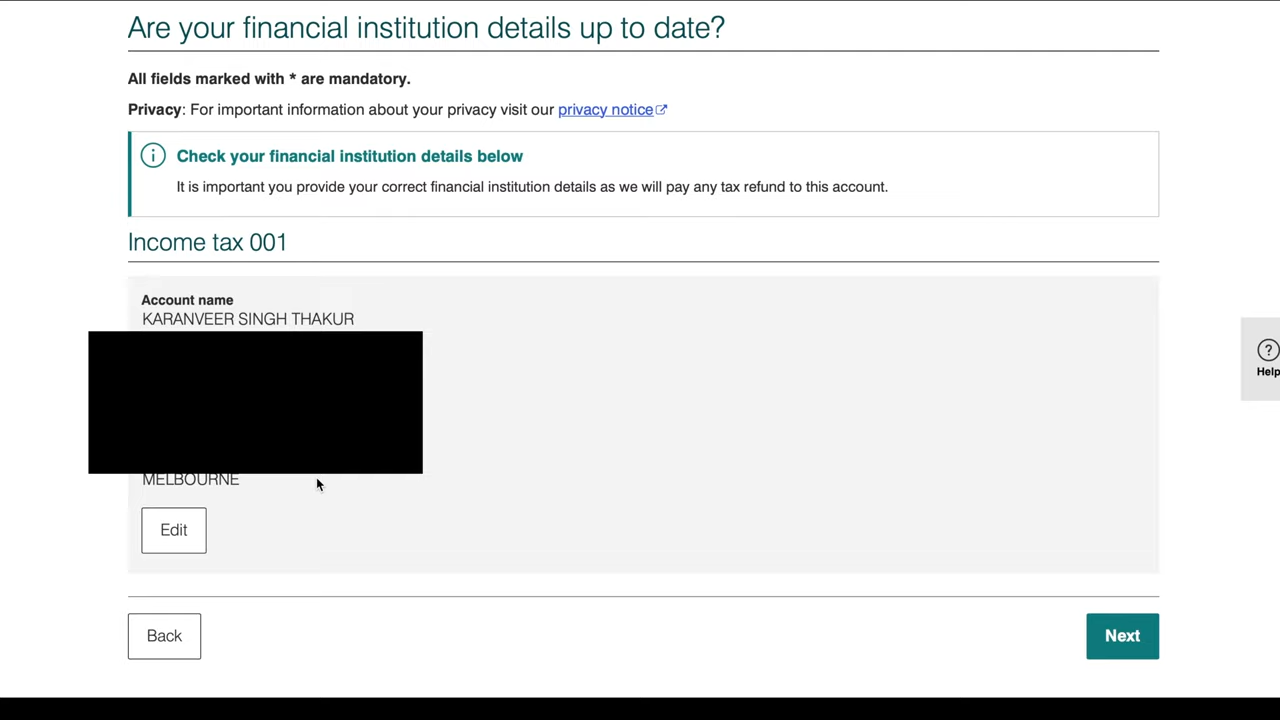 Are your financial institution details up to date?
All fields marked with * are mandatory.
Privacy: For important information about your privacy visit our privacy notice
Check your financial institution details below
It is important you provide your correct financial institution details as we will pay any tax refund to this account.
Income tax 001
Account name
KARANVEER SINGH THAKUR
MELBOURNE
Edit
Back
Next
Help